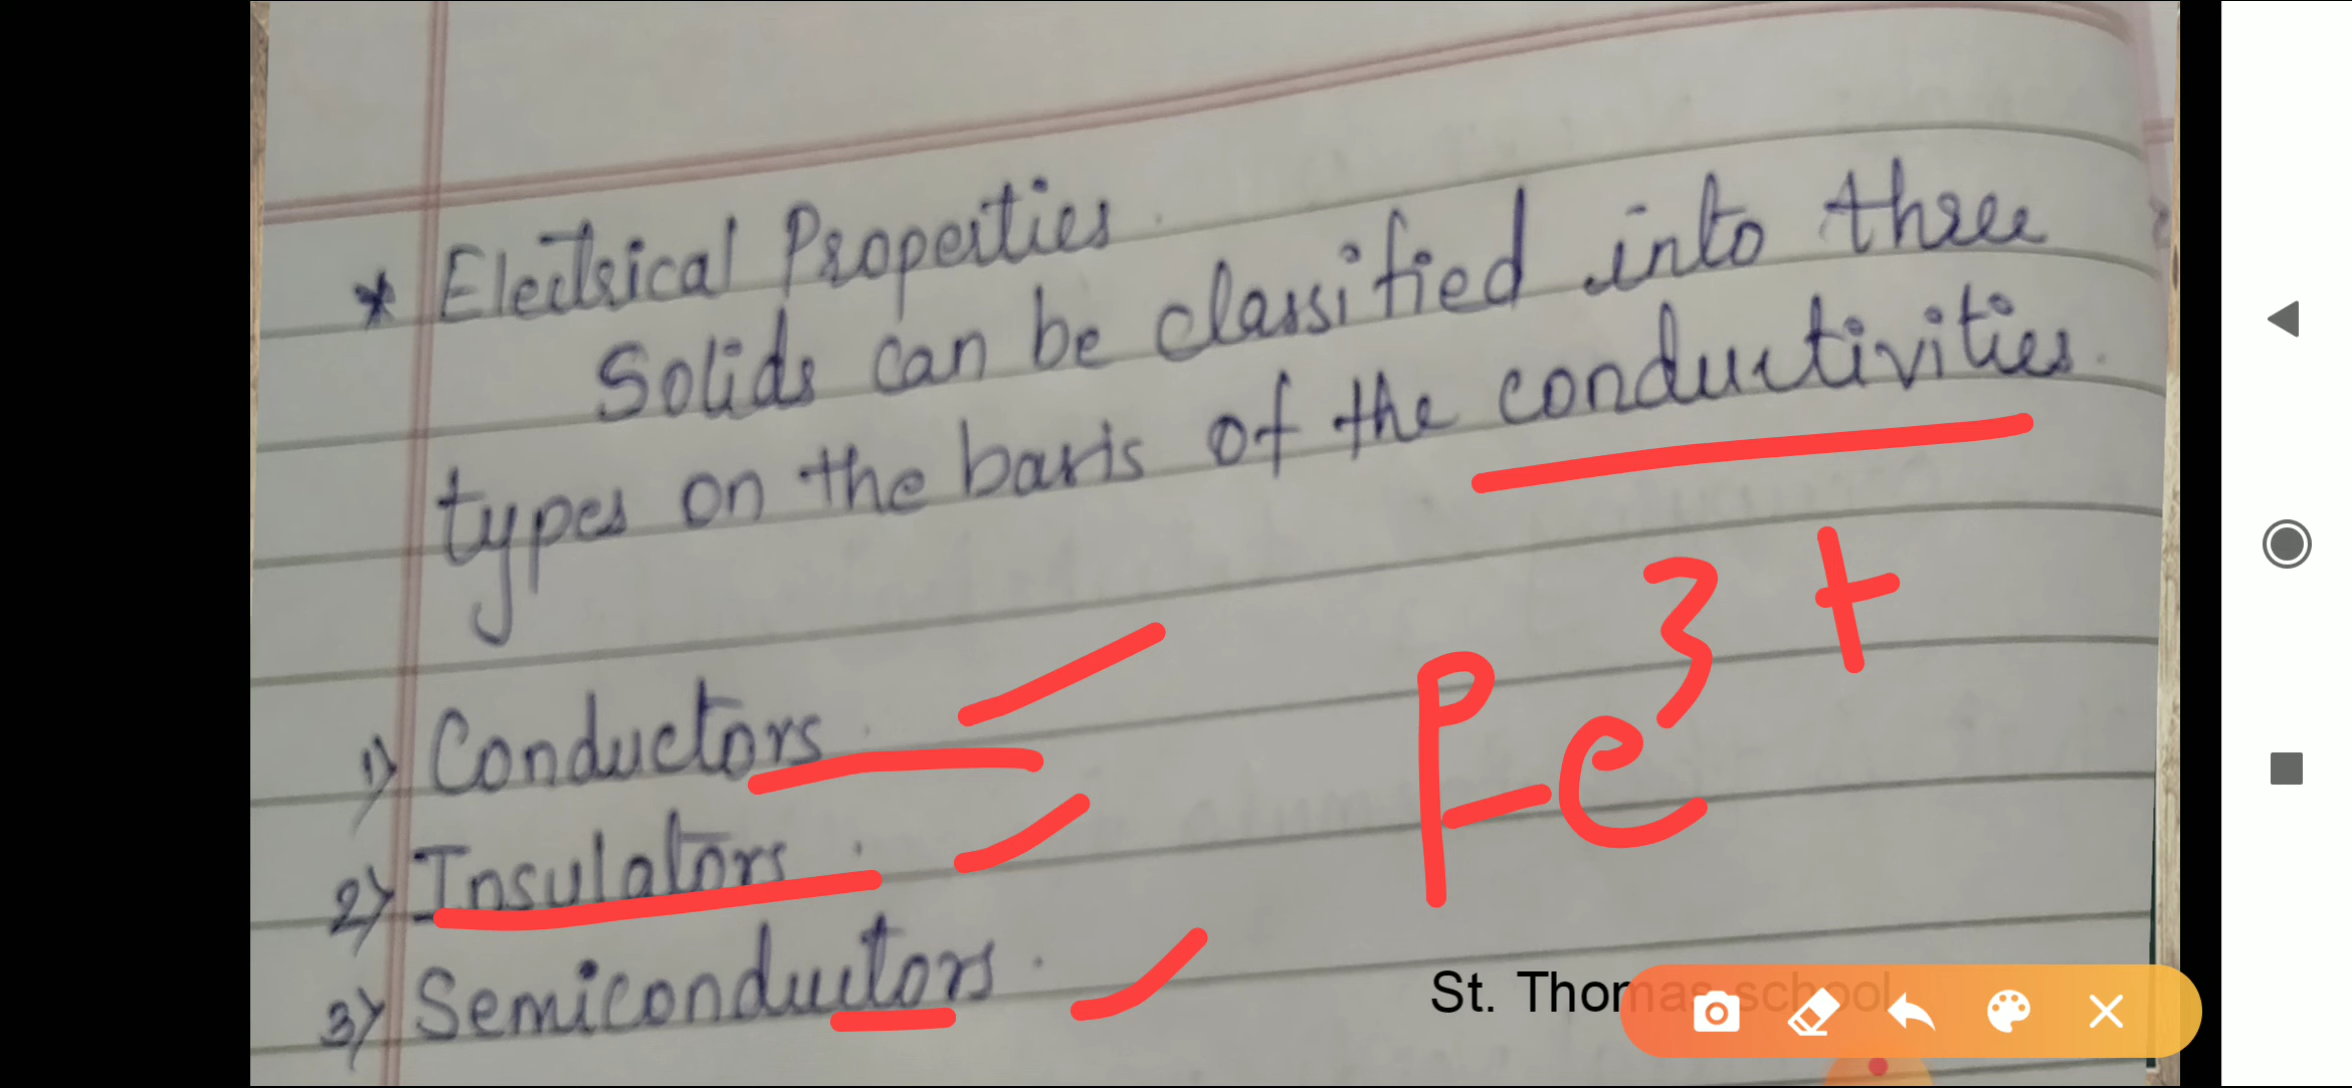 * Electrical Properties.
Solids can be classified into three
types on the basis of the conductivities.
1) Conductors.
2) Insulators.
3) Semiconductors.
Fe3+
St. Thomas school